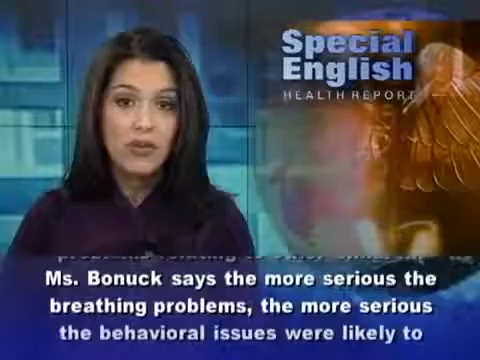 Special
English
HEALTH REPORT
Ms. Bonuck says the more serious the
breathing problems, the more serious
the behavioral issues were likely to